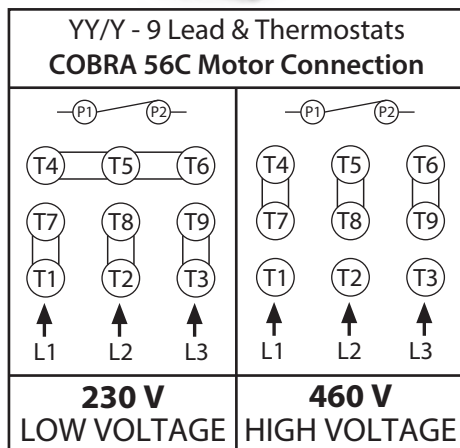 YY/Y - 9 Lead & Thermostats
COBRA 56C Motor Connection
P1 P2
T4 T5 T6
T7 T8 T9
T1 T2 T3
L1 L2 L3
230 V
LOW VOLTAGE
P1 P2
T4 T5 T6
T7 T8 T9
T1 T2 T3
L1 L2 L3
460 V
HIGH VOLTAGE